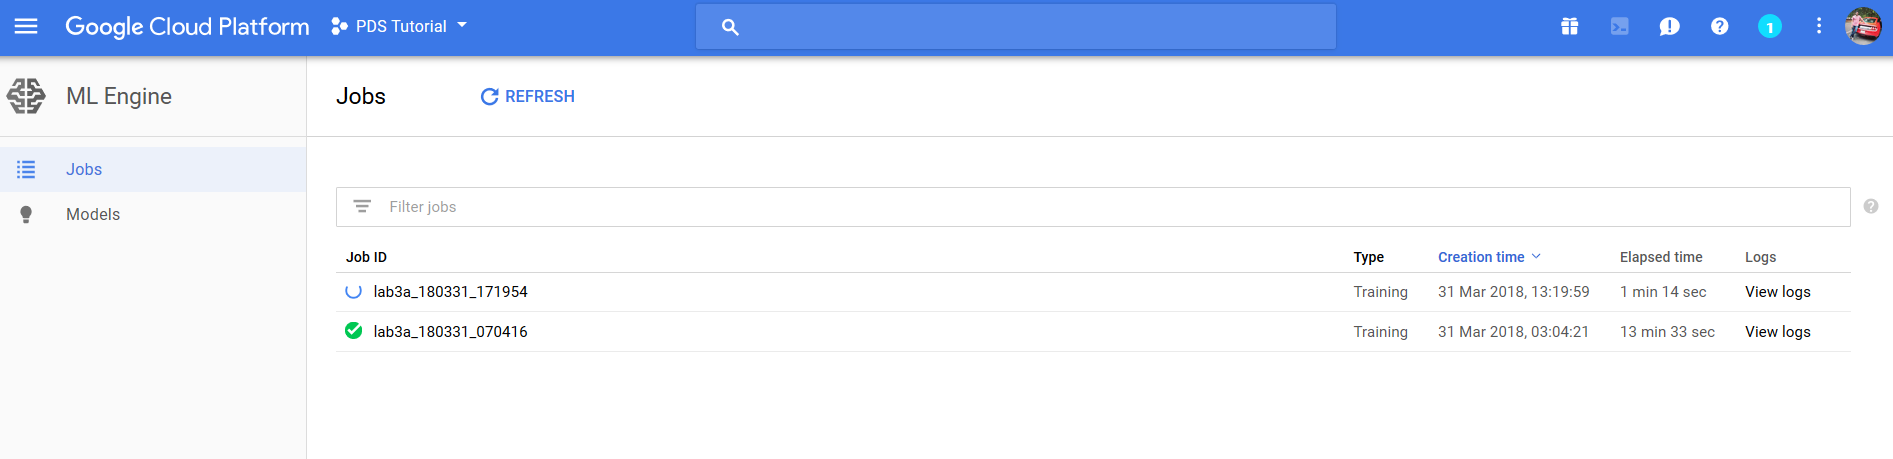 Google Cloud Platform PDS Tutorial 1
ML Engine Jobs REFRESH
Jobs
Models
Filter jobs
Job ID Type Creation time Elapsed time Logs
lab3a_180331_171954 Training 31 Mar 2018, 13:19:59 1 min 14 sec View logs
lab3a_180331_070416 Training 31 Mar 2018, 03:04:21 13 min 33 sec View logs